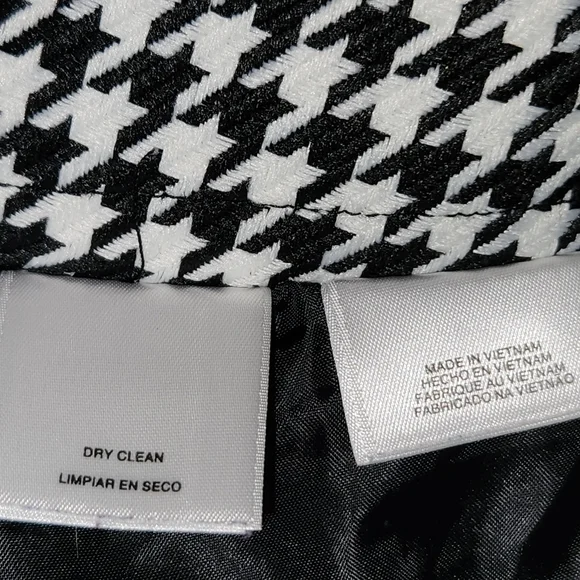 DRY CLEAN
LIMPIAR EN SECO
MADE IN VIETNAM
HECHO EN VIETNAM
FABRIQUE AU VIETNAM
FABRICADO NA VIETNAO